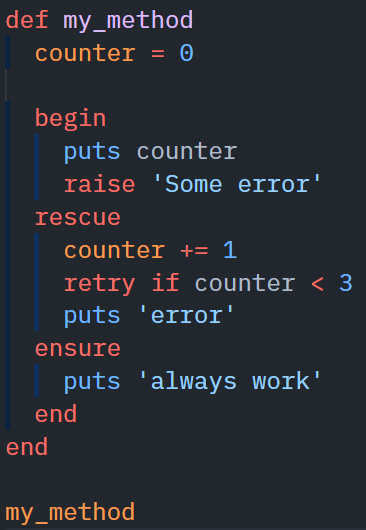 def my_method
  counter = 0

  begin
    puts counter
    raise 'Some error'
  rescue
    counter += 1
    retry if counter < 3
    puts 'error'
  ensure
    puts 'always work'
  end
end

my_method